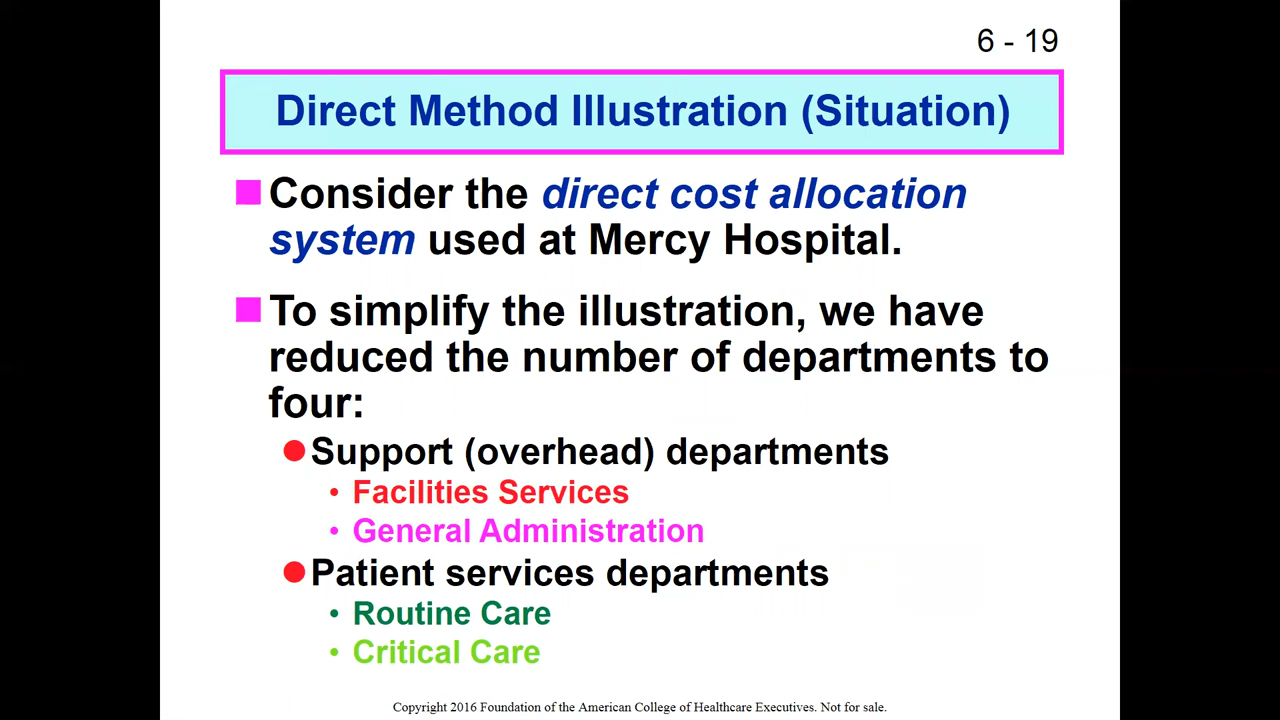 6 - 19
Direct Method Illustration (Situation)
Consider the direct cost allocation
system used at Mercy Hospital.
To simplify the illustration, we have
reduced the number of departments to
four:
Support (overhead) departments
• Facilities Services
• General Administration
Patient services departments
• Routine Care
• Critical Care
Copyright 2016 Foundation of the American College of Healthcare Executives. Not for sale.